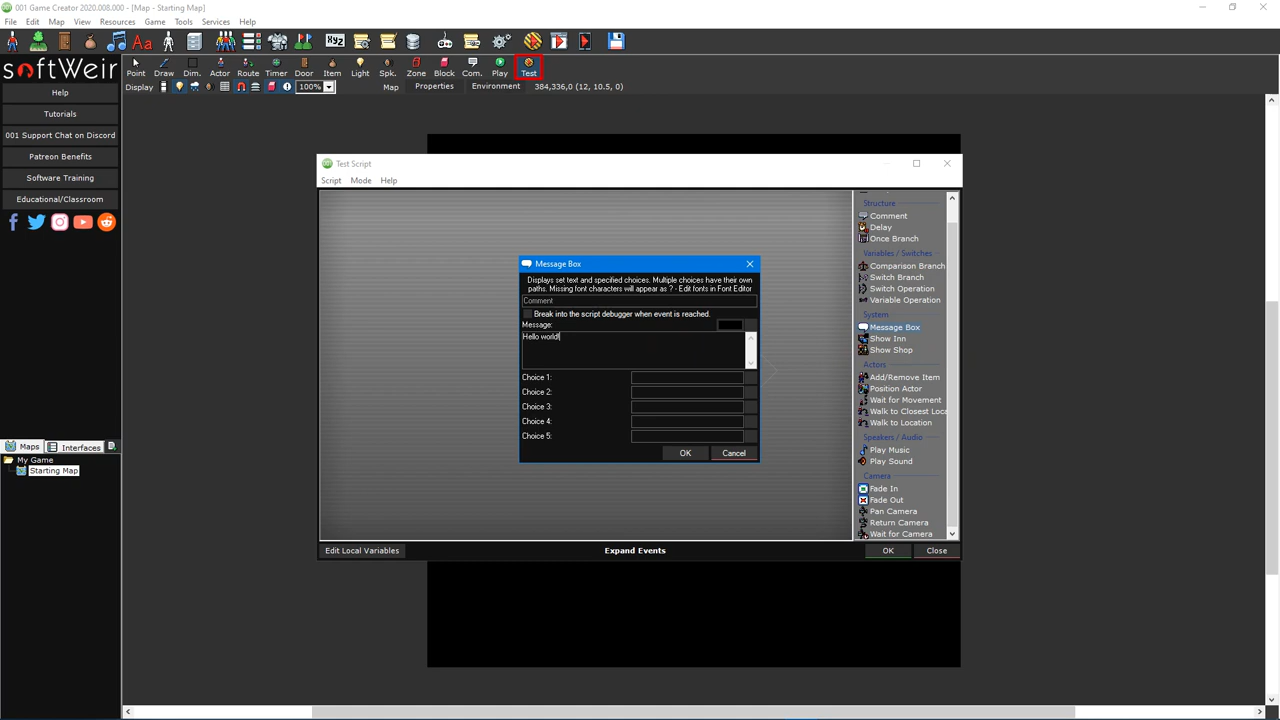 001 Game Creator 2020.008.000 - [Map - Starting Map]
File Edit Map View Resources Game Tools Services Help
Aa XYZ
softWeir
Point Draw Dim. Actor Route Timer Door Item Light Spk. Zone Block Com. Play Test
Display 100% Map Properties Environment 384,336,0 (12, 10.5, 0)
Help
Tutorials
001 Support Chat on Discord
Patreon Benefits
Software Training
Educational/Classroom
Maps Interfaces
My Game
Starting Map
001 Test Script
Script Mode Help
Structure
Comment
Delay
Once Branch
Variables / Switches
Comparison Branch
Switch Branch
Switch Operation
Variable Operation
System
Message Box
Show Inn
Show Shop
Actors
Add/Remove Item
Position Actor
Wait for Movement
Walk to Closest Loca
Walk to Location
Speakers / Audio
Play Music
Play Sound
Camera
Fade In
Fade Out
Pan Camera
Return Camera
Wait for Camera
Message Box
Displays set text and specified choices. Multiple choices have their own
paths. Missing font characters will appear as ? - Edit fonts in Font Editor
Comment
Break into the script debugger when event is reached.
Message:
Hello world!
Choice 1:
Choice 2:
Choice 3:
Choice 4:
Choice 5:
OK Cancel
Edit Local Variables Expand Events OK Close